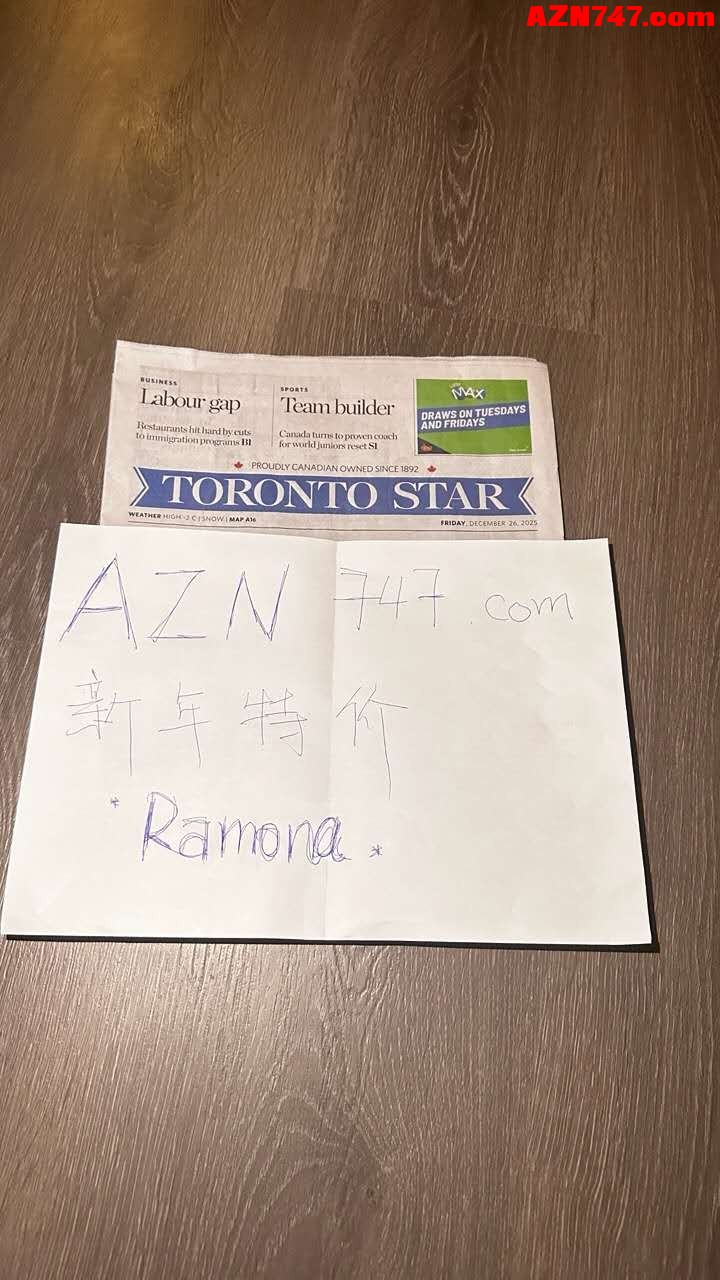 AZN747.com
BUSINESS
Labour gap
Restaurants hit hard by cuts
to immigration programs B1
SPORTS
Team builder
Canada turns to proven coach
for world juniors reset S1
MAX
DRAWS ON TUESDAYS
AND FRIDAYS
PROUDLY CANADIAN OWNED SINCE 1892
TORONTO STAR
WEATHER HIGH -2 C | SNOW | MAP A16
FRIDAY, DECEMBER 26, 2025
AZN 747.com
新年特价
*Ramona*